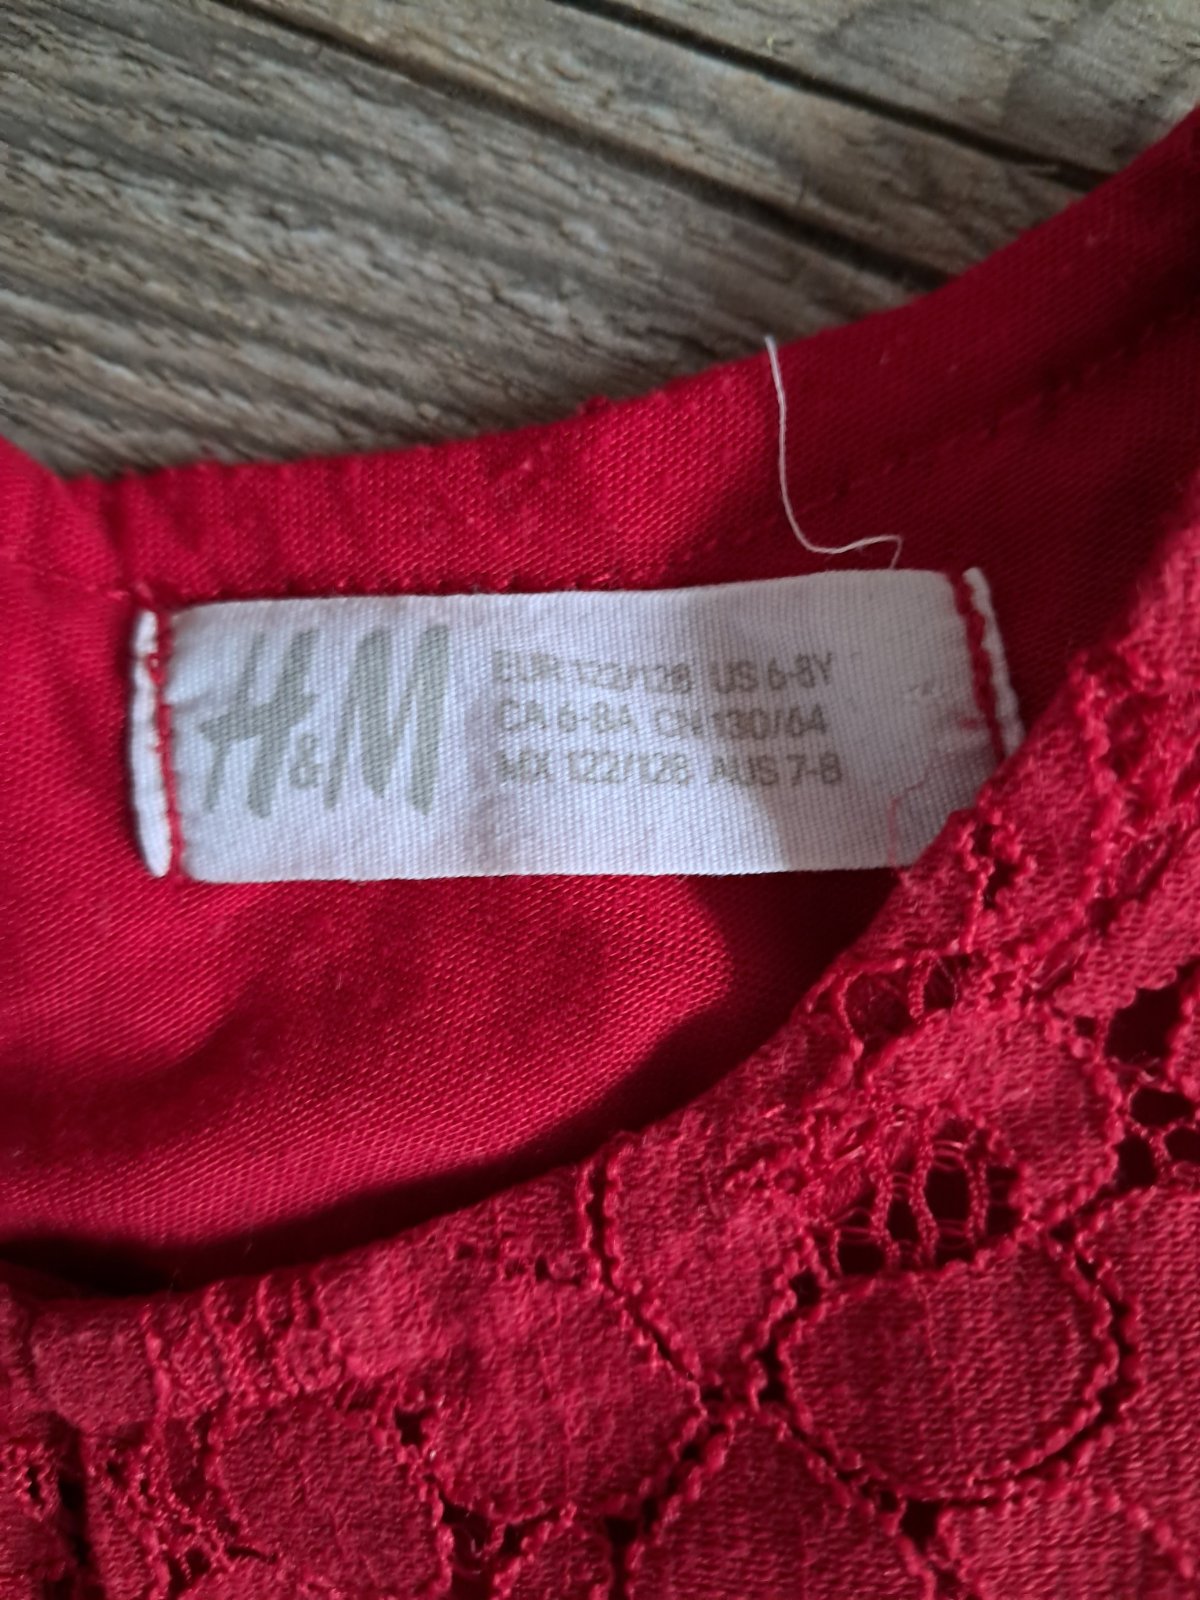 H&M
EUR 122/128 US 6-8Y
CA 6-8A CN 130/64
MX 122/128 AUS 7-8